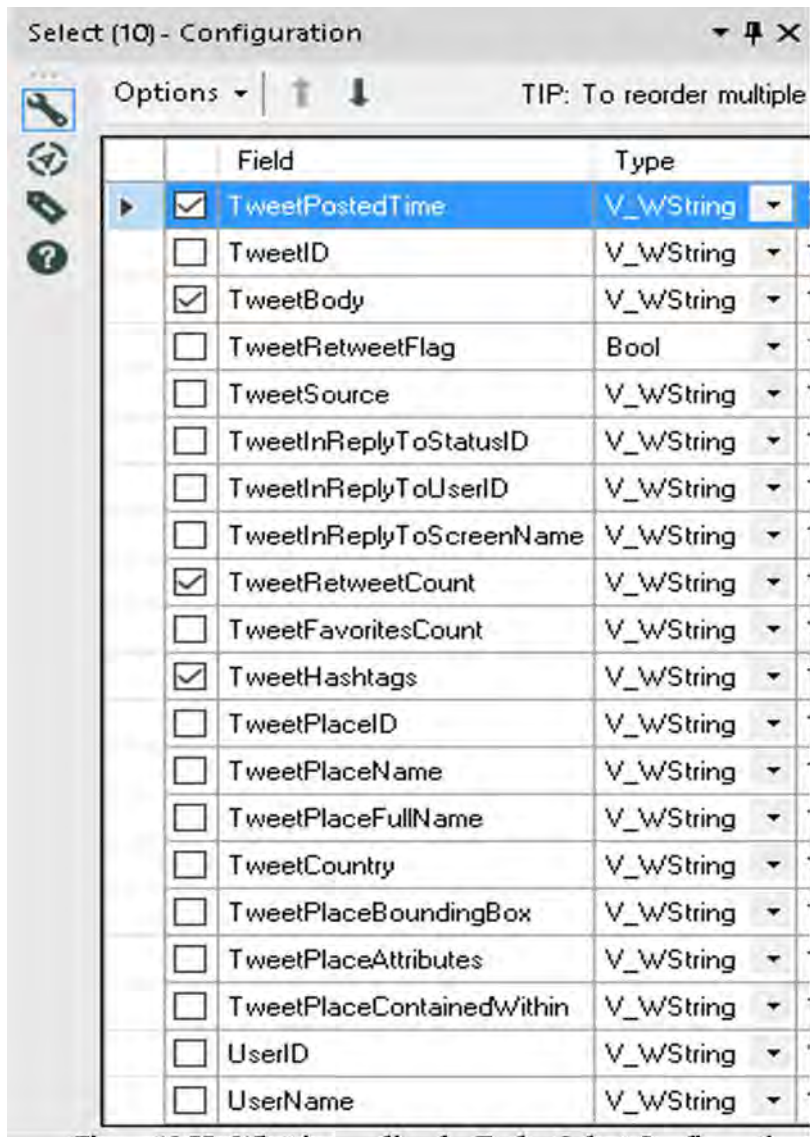 Select (10) - Configuration
Options
TIP: To reorder multiple
Field Type
TweetPostedTime V_WString
TweetID V_WString
TweetBody V_WString
TweetRetweetFlag Bool
TweetSource V_WString
TweetInReplyToStatusID V_WString
TweetInReplyToUserID V_WString
TweetInReplyToScreenName V_WString
TweetRetweetCount V_WString
TweetFavoritesCount V_WString
TweetHashtags V_WString
TweetPlaceID V_WString
TweetPlaceName V_WString
TweetPlaceFullName V_WString
TweetCountry V_WString
TweetPlaceBoundingBox V_WString
TweetPlaceAttributes V_WString
TweetPlaceContainedWithin V_WString
UserID V_WString
UserName V_WString